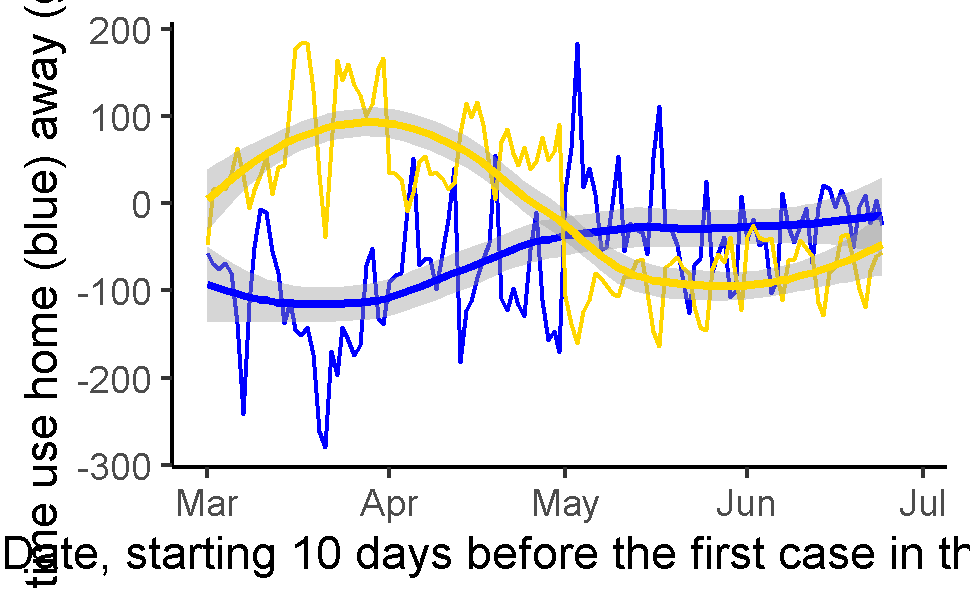 time use home (blue) away (
200
100
0
-100
-200
-300
Mar Apr May Jun Jul
Date, starting 10 days before the first case in th